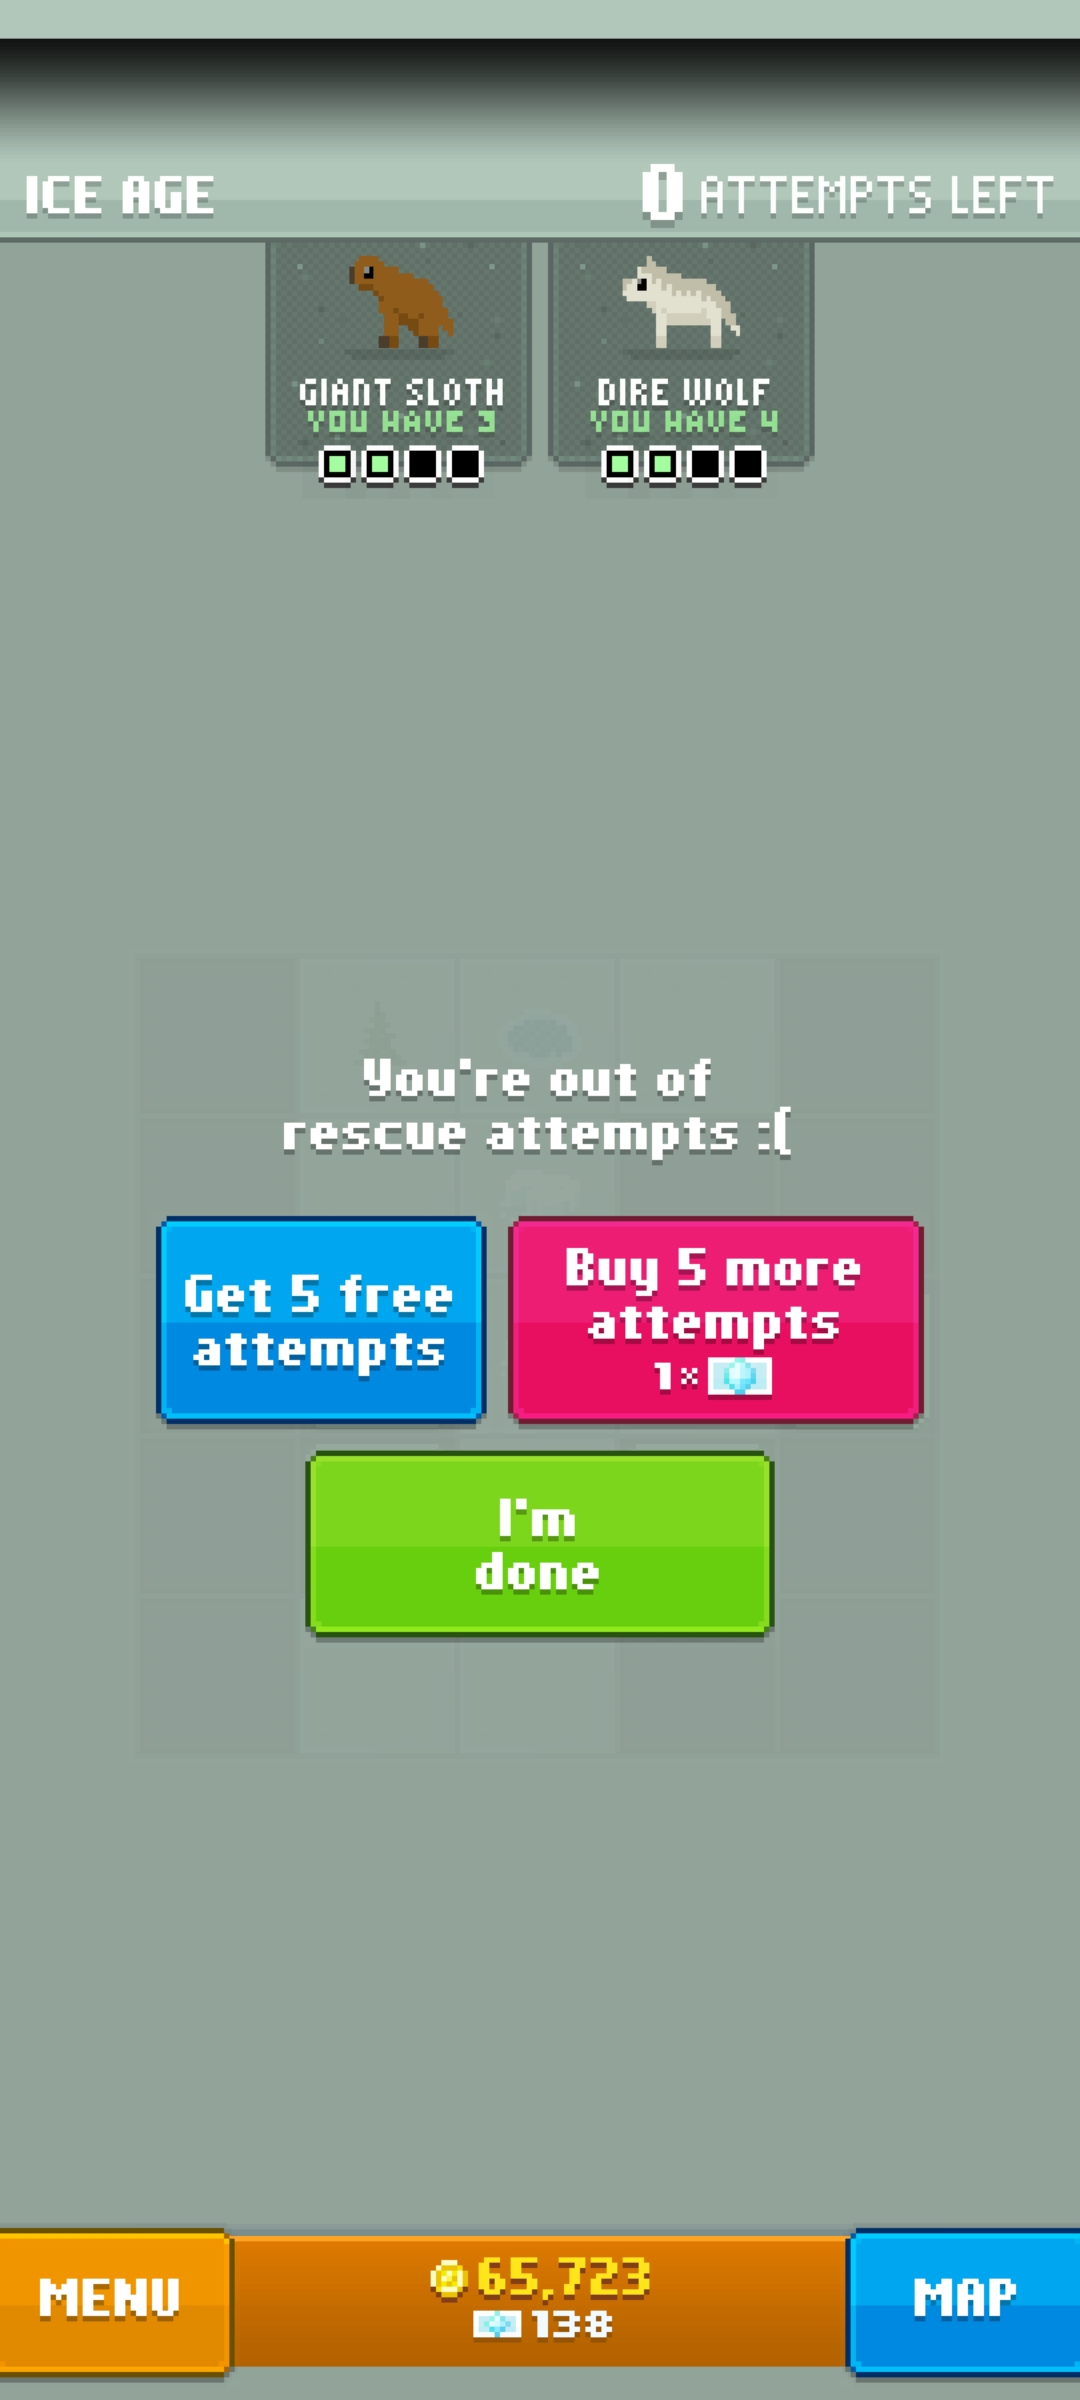 ICE AGE
0 ATTEMPTS LEFT
GIANT SLOTH
YOU HAVE 3
DIRE WOLF
YOU HAVE 4
You're out of
rescue attempts :(
Get 5 free
attempts
Buy 5 more
attempts
1×
I'm
done
MENU
65,723
138
MAP